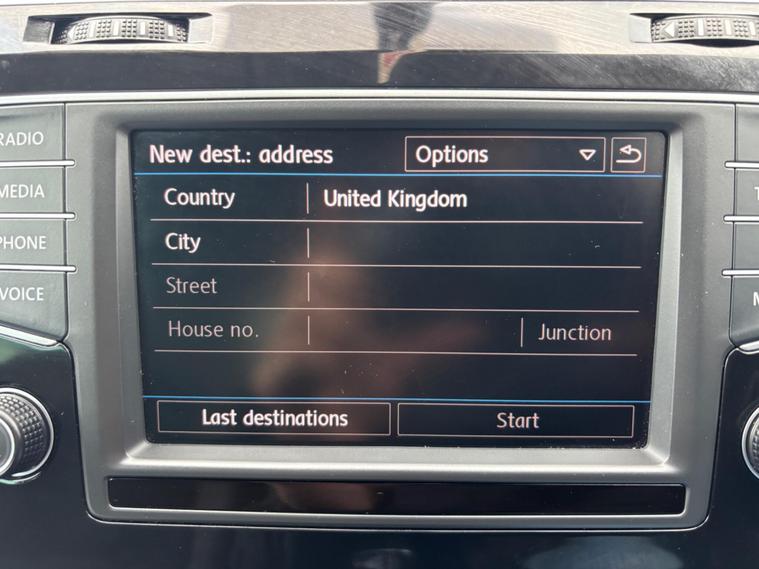 RADIO
MEDIA
PHONE
VOICE
New dest.: address Options
Country United Kingdom
City
Street
House no. Junction
Last destinations Start